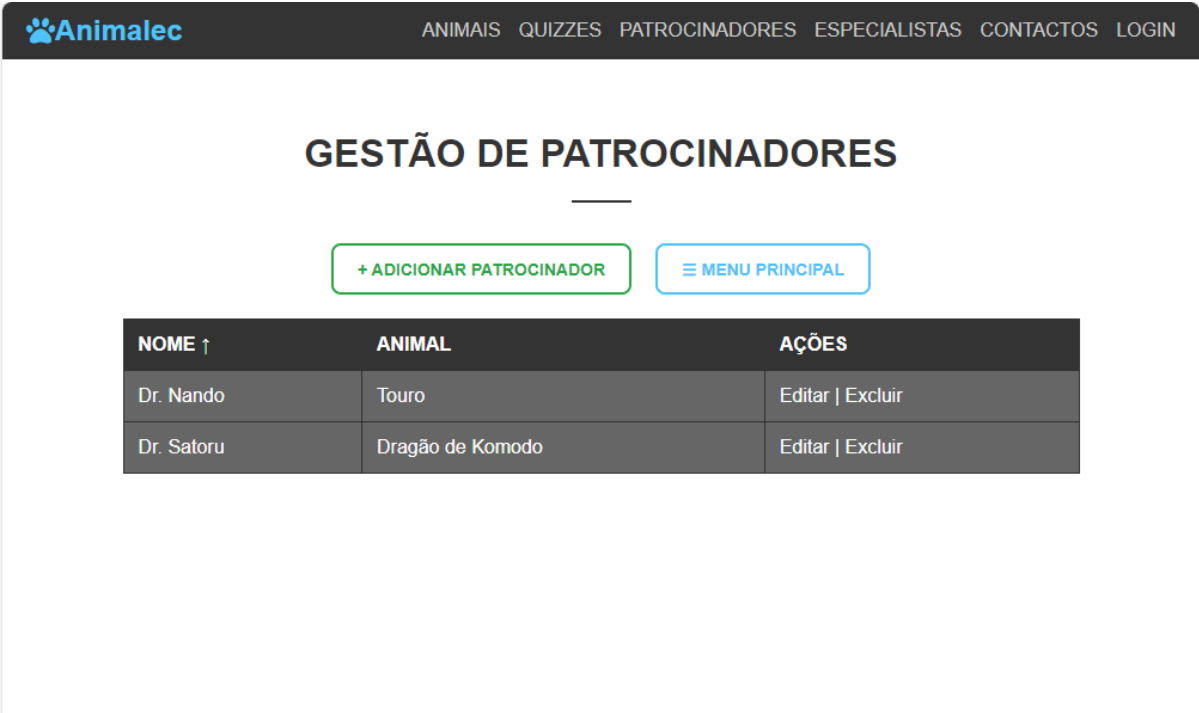 Animalec ANIMAIS QUIZZES PATROCINADORES ESPECIALISTAS CONTACTOS LOGIN
GESTÃO DE PATROCINADORES
+ ADICIONAR PATROCINADOR ☰ MENU PRINCIPAL
NOME ↑ ANIMAL AÇÕES
Dr. Nando Touro Editar | Excluir
Dr. Satoru Dragão de Komodo Editar | Excluir